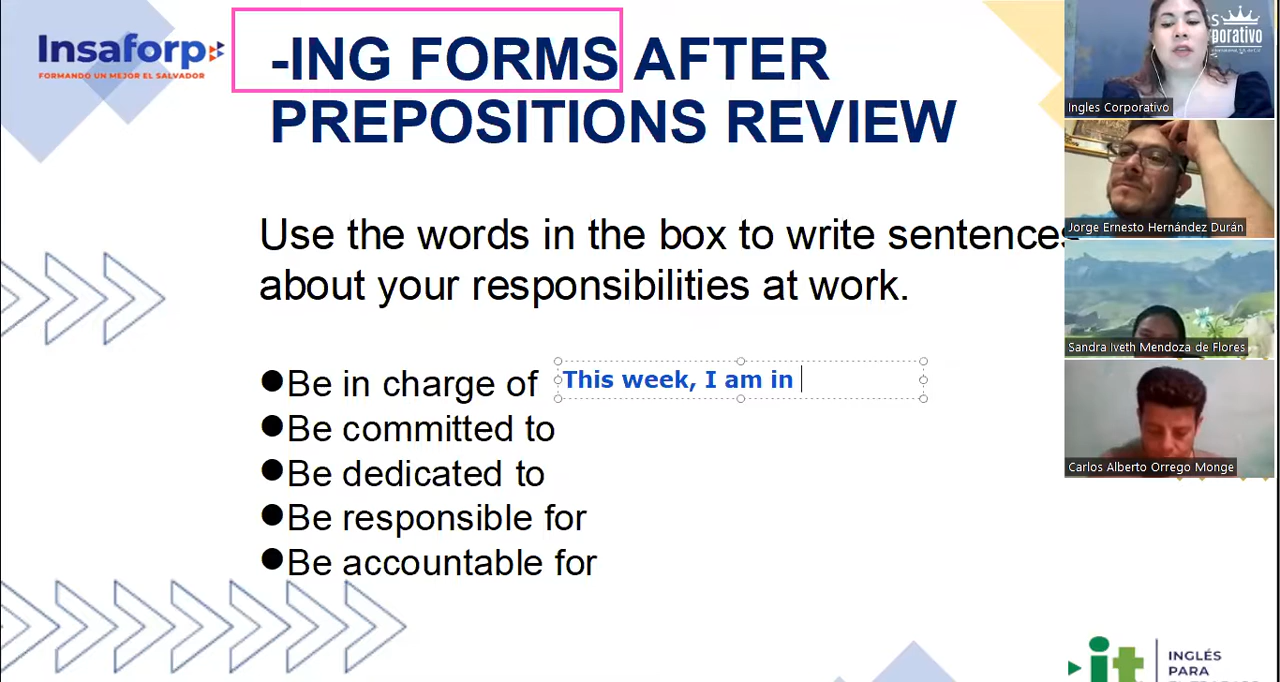 Insaforp
FORMANDO UN MEJOR EL SALVADOR
-ING FORMS AFTER
PREPOSITIONS REVIEW
Use the words in the box to write sentences
about your responsibilities at work.
●Be in charge of
This week, I am in
●Be committed to
●Be dedicated to
●Be responsible for
●Be accountable for
Ingles Corporativo
Jorge Ernesto Hernández Durán
Sandra Iveth Mendoza de Flores
Carlos Alberto Orrego Monge
it
INGLÉS
PARA